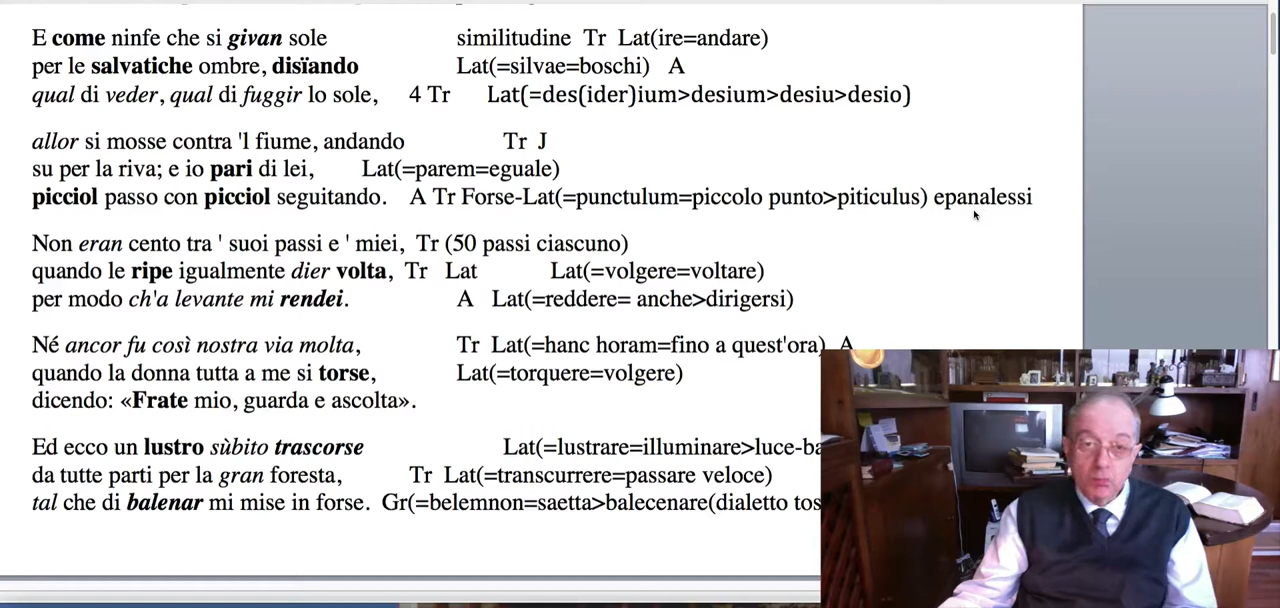 E come ninfe che si givan sole similitudine Tr Lat(ire=andare)
per le salvatiche ombre, disïando Lat(=silvae=boschi) A
qual di veder, qual di fuggir lo sole, 4 Tr Lat(=des(ider)ium>desium>desiu>desio)
allor si mosse contra 'l fiume, andando Tr J
su per la riva; e io pari di lei, Lat(=parem=eguale)
picciol passo con picciol seguitando. A Tr Forse-Lat(=punctulum=piccolo punto>piticulus) epanalessi
Non eran cento tra ' suoi passi e ' miei, Tr (50 passi ciascuno)
quando le ripe igualmente dier volta, Tr Lat Lat(=volgere=voltare)
per modo ch'a levante mi rendei. A Lat(=reddere= anche>dirigersi)
Né ancor fu così nostra via molta, Tr Lat(=hanc horam=fino a quest'ora) A
quando la donna tutta a me si torse, Lat(=torquere=volgere)
dicendo: «Frate mio, guarda e ascolta».
Ed ecco un lustro sùbito trascorse Lat(=lustrare=illuminare>luce-ba
da tutte parti per la gran foresta, Tr Lat(=transcurrere=passare veloce)
tal che di balenar mi mise in forse. Gr(=belemnon=saetta>balecenare(dialetto tos